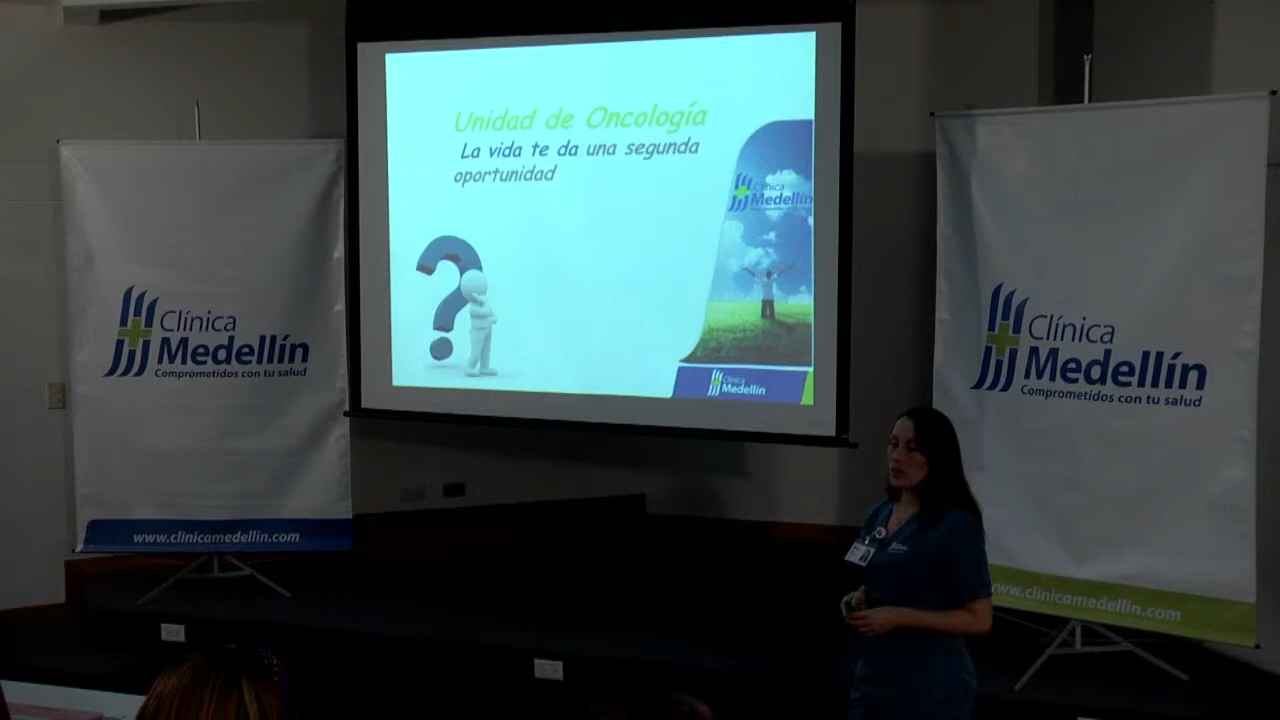 Unidad de Oncología
La vida te da una segunda
oportunidad
Clínica
Medellín
Clínica
Medellín
Clínica
Medellín
Comprometidos con tu salud
www.clinicamedellin.com
Clínica
Medellín
Comprometidos con tu salud
www.clinicamedellin.com